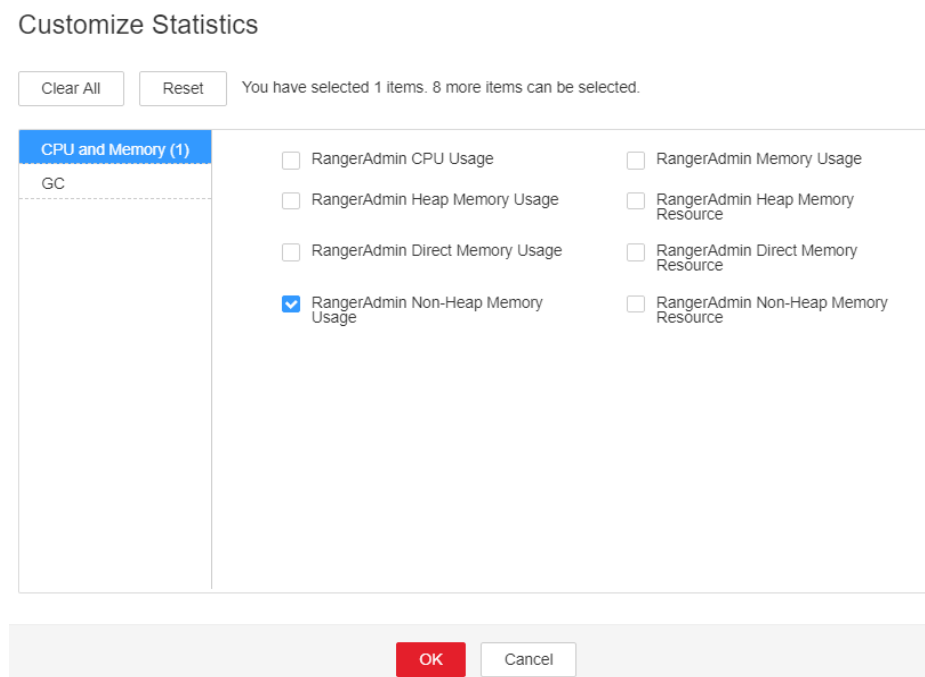 Customize Statistics
Clear All
Reset
You have selected 1 items. 8 more items can be selected.
CPU and Memory (1)
GC
RangerAdmin CPU Usage
RangerAdmin Memory Usage
RangerAdmin Heap Memory Usage
RangerAdmin Heap Memory
Resource
RangerAdmin Direct Memory Usage
RangerAdmin Direct Memory
Resource
RangerAdmin Non-Heap Memory
Usage
RangerAdmin Non-Heap Memory
Resource
OK
Cancel